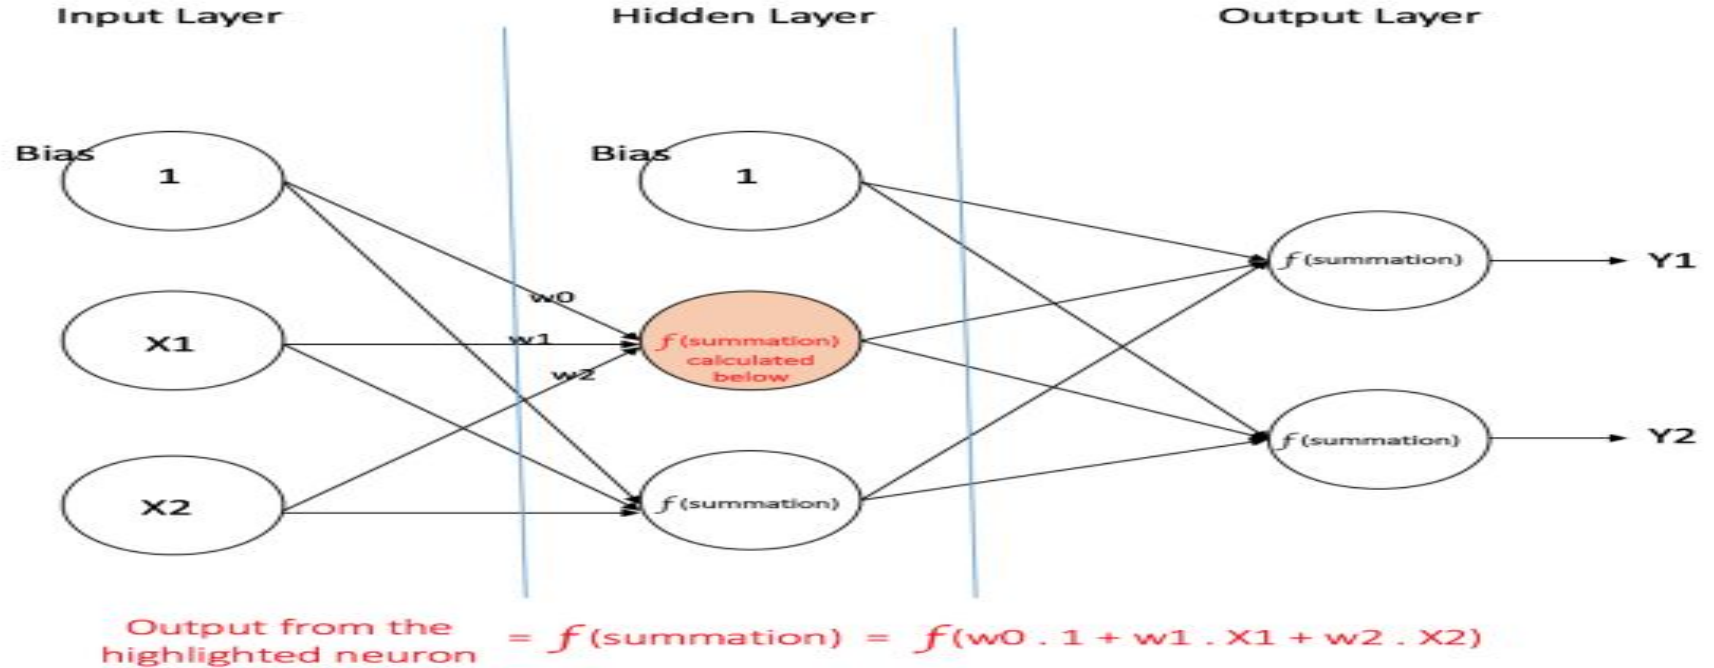 Input Layer
Hidden Layer
Output Layer
Bias
1
Bias
1
w0
w1
w2
X1
ƒ(summation)
calculated
below
ƒ(summation)
Y1
X2
ƒ(summation)
ƒ(summation)
Y2
Output from the
highlighted neuron
= ƒ(summation) = ƒ(w0 . 1 + w1 . X1 + w2 . X2)